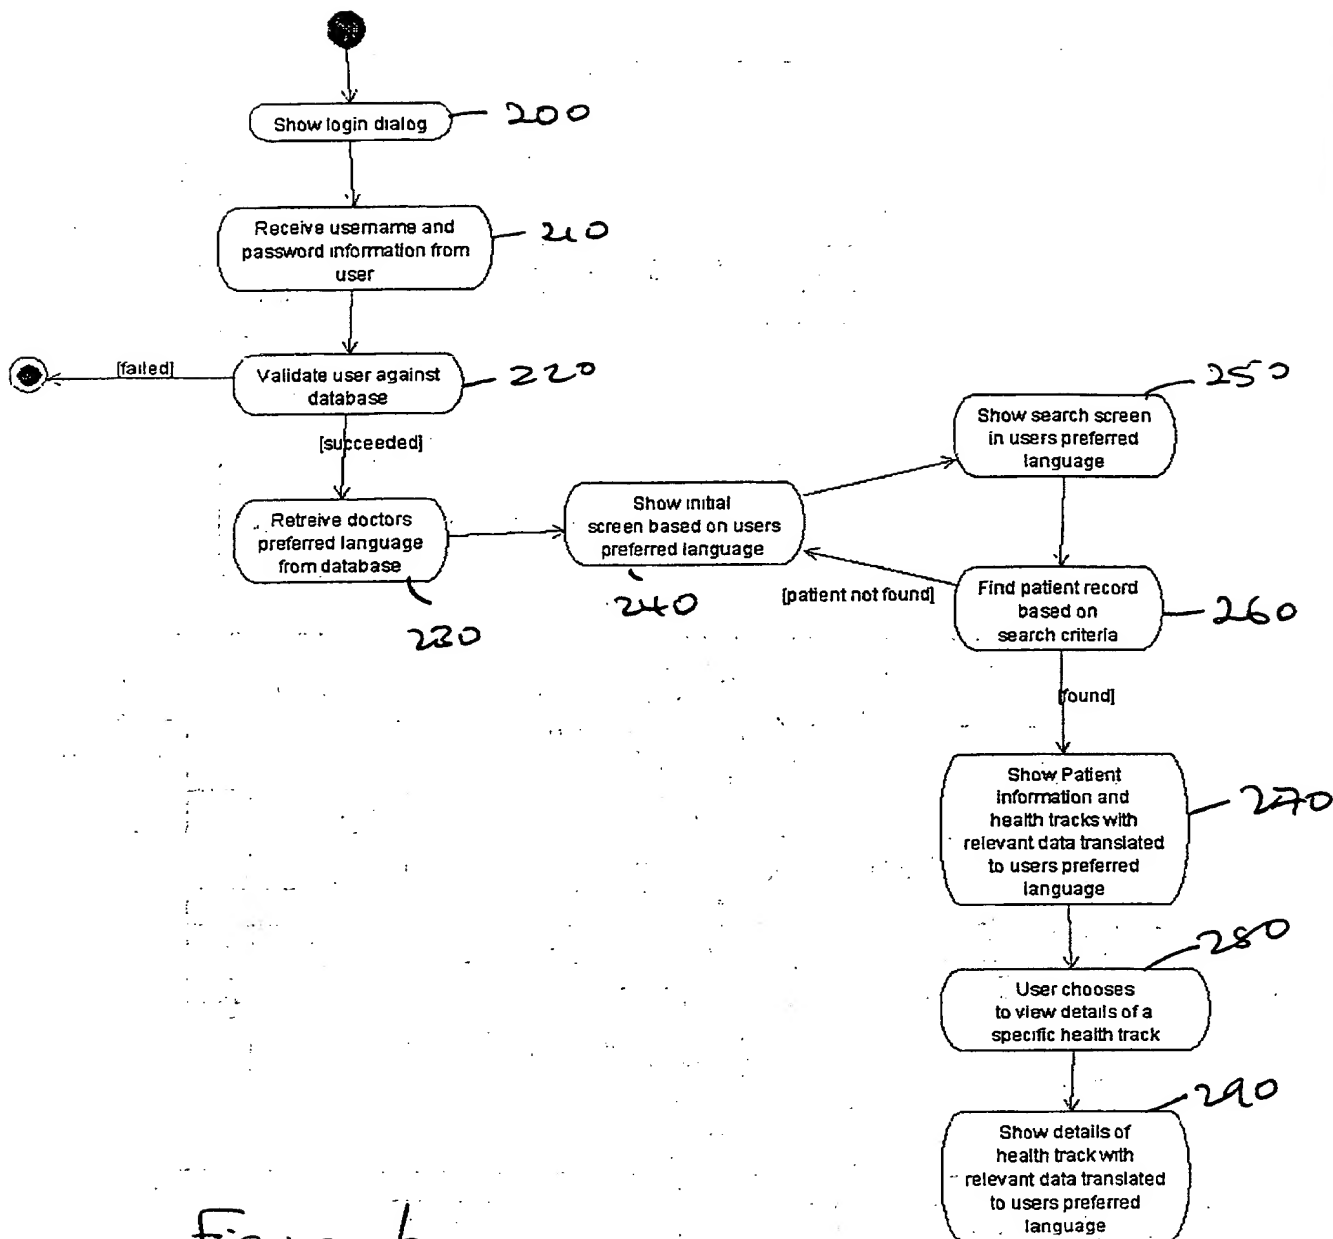 Show login dialog
200
Receive username and
password information from
user
210
[failed]
Validate user against
database
220
[succeeded]
Retreive doctors
preferred language
from database
230
Show initial
screen based on users
preferred language
240
Show search screen
in users preferred
language
250
[patient not found]
Find patient record
based on
search criteria
260
[found]
Show Patient
information and
health tracks with
relevant data translated
to users preferred
language
270
User chooses
to view details of a
specific health track
280
Show details of
health track with
relevant data translated
to users preferred
language
290
Figure